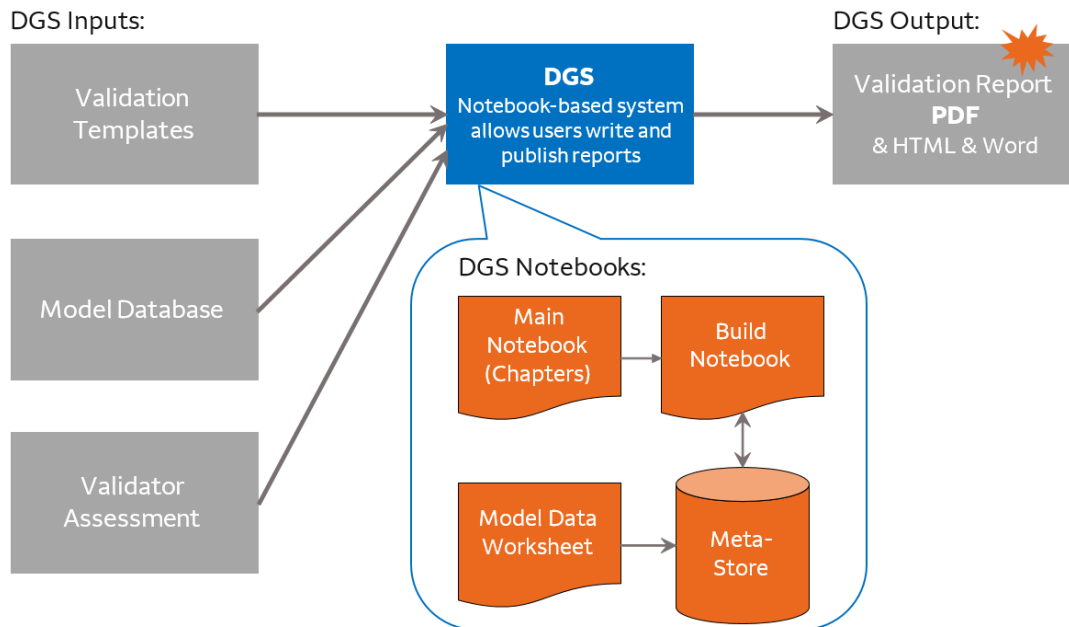 DGS Inputs:
Validation
Templates
Model Database
Validator
Assessment
DGS
Notebook-based system
allows users write and
publish reports
DGS Output:
Validation Report
PDF
& HTML & Word
DGS Notebooks:
Main
Notebook
(Chapters)
Build
Notebook
Model Data
Worksheet
Meta-
Store